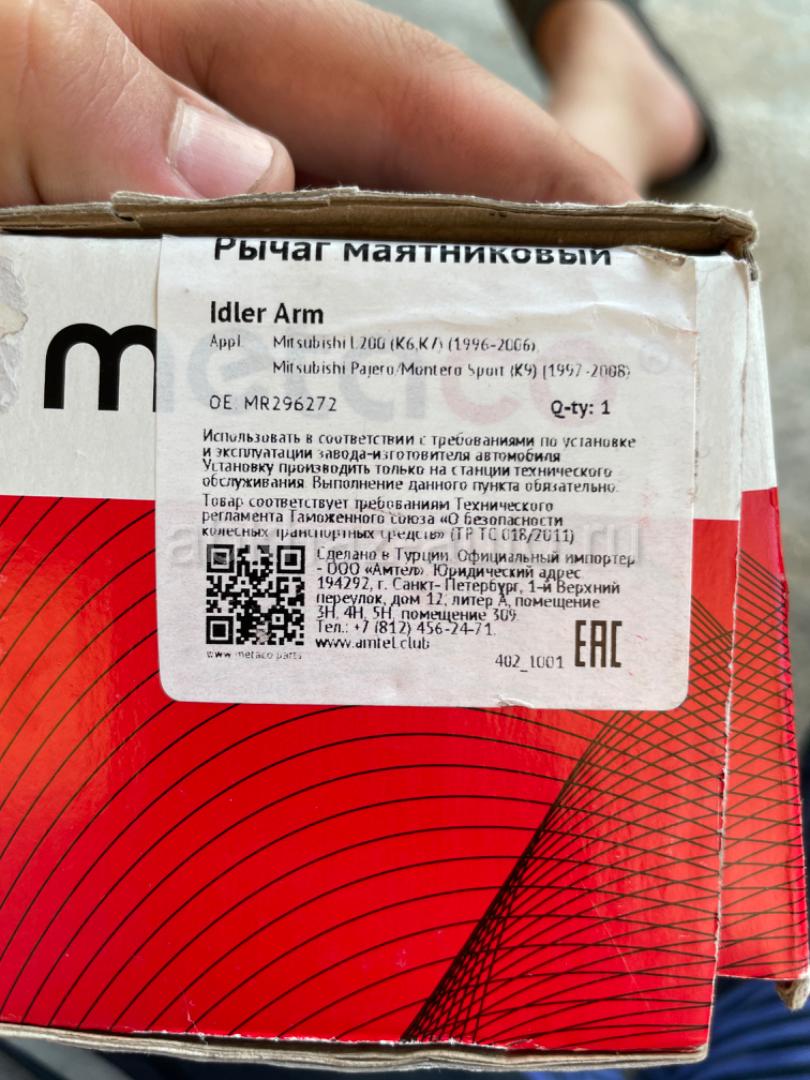 Рычаг маятниковый
Idler Arm
Appl Mitsubishi L200 (K6,K7) (1996-2006),
Mitsubishi Pajero/Montero Sport (K9) (1997-2008)
OE: MR296272 Q-ty: 1
metaco
Использовать в соответствии с требованиями по установке
и эксплуатации завода-изготовителя автомобиля
Установку производить только на станции технического
обслуживания. Выполнение данного пункта обязательно.
Товар соответствует требованиям Технического
регламента Таможенного союза «О безопасности
колесных транспортных средств» (ТР ТС 018/2011)
Сделано в Турции. Официальный импортер
- ООО «Амтел». Юридический адрес
194292, г. Санкт- Петербург, 1-й Верхний
переулок, дом 12, литер А, помещение
3Н, 4Н, 5Н, помещение 309
Тел.: +7 (812) 456-24-71.
www.amtel.club
www.metaco.parts
402_1001 EAC